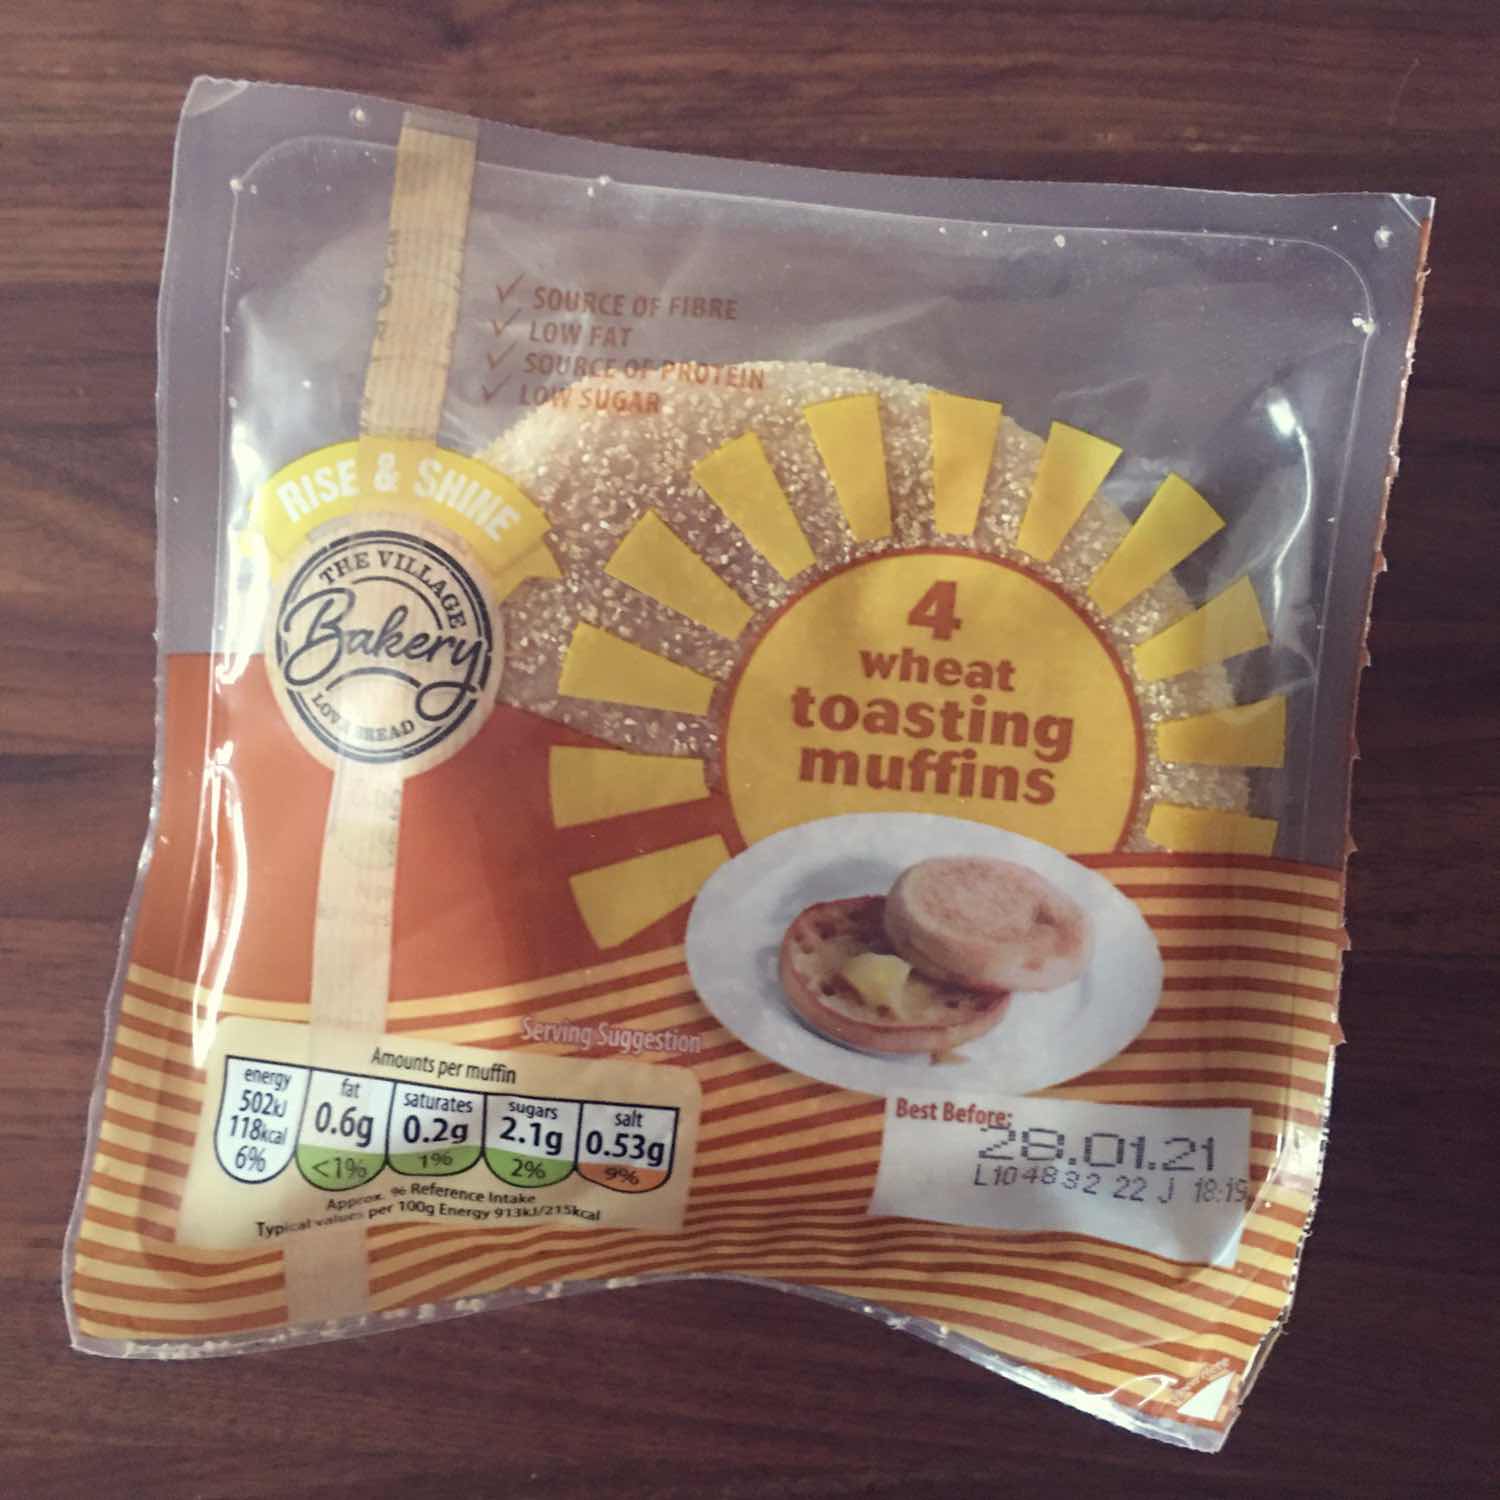 SOURCE OF FIBRE
LOW FAT
SOURCE OF PROTEIN
LOW SUGAR
RISE & SHINE
THE VILLAGE
Bakery
BREAD
4
wheat
toasting
muffins
Serving Suggestion
Amounts per muffin
energy
502kJ
118kcal
6%
fat
0.6g
<1%
saturates
0.2g
1%
sugars
2.1g
2%
salt
0.53g
9%
Approx. % Reference Intake
Typical values per 100g Energy 913kJ/215kcal
Best Before:
28.01.21
L104832 22 J 18:19